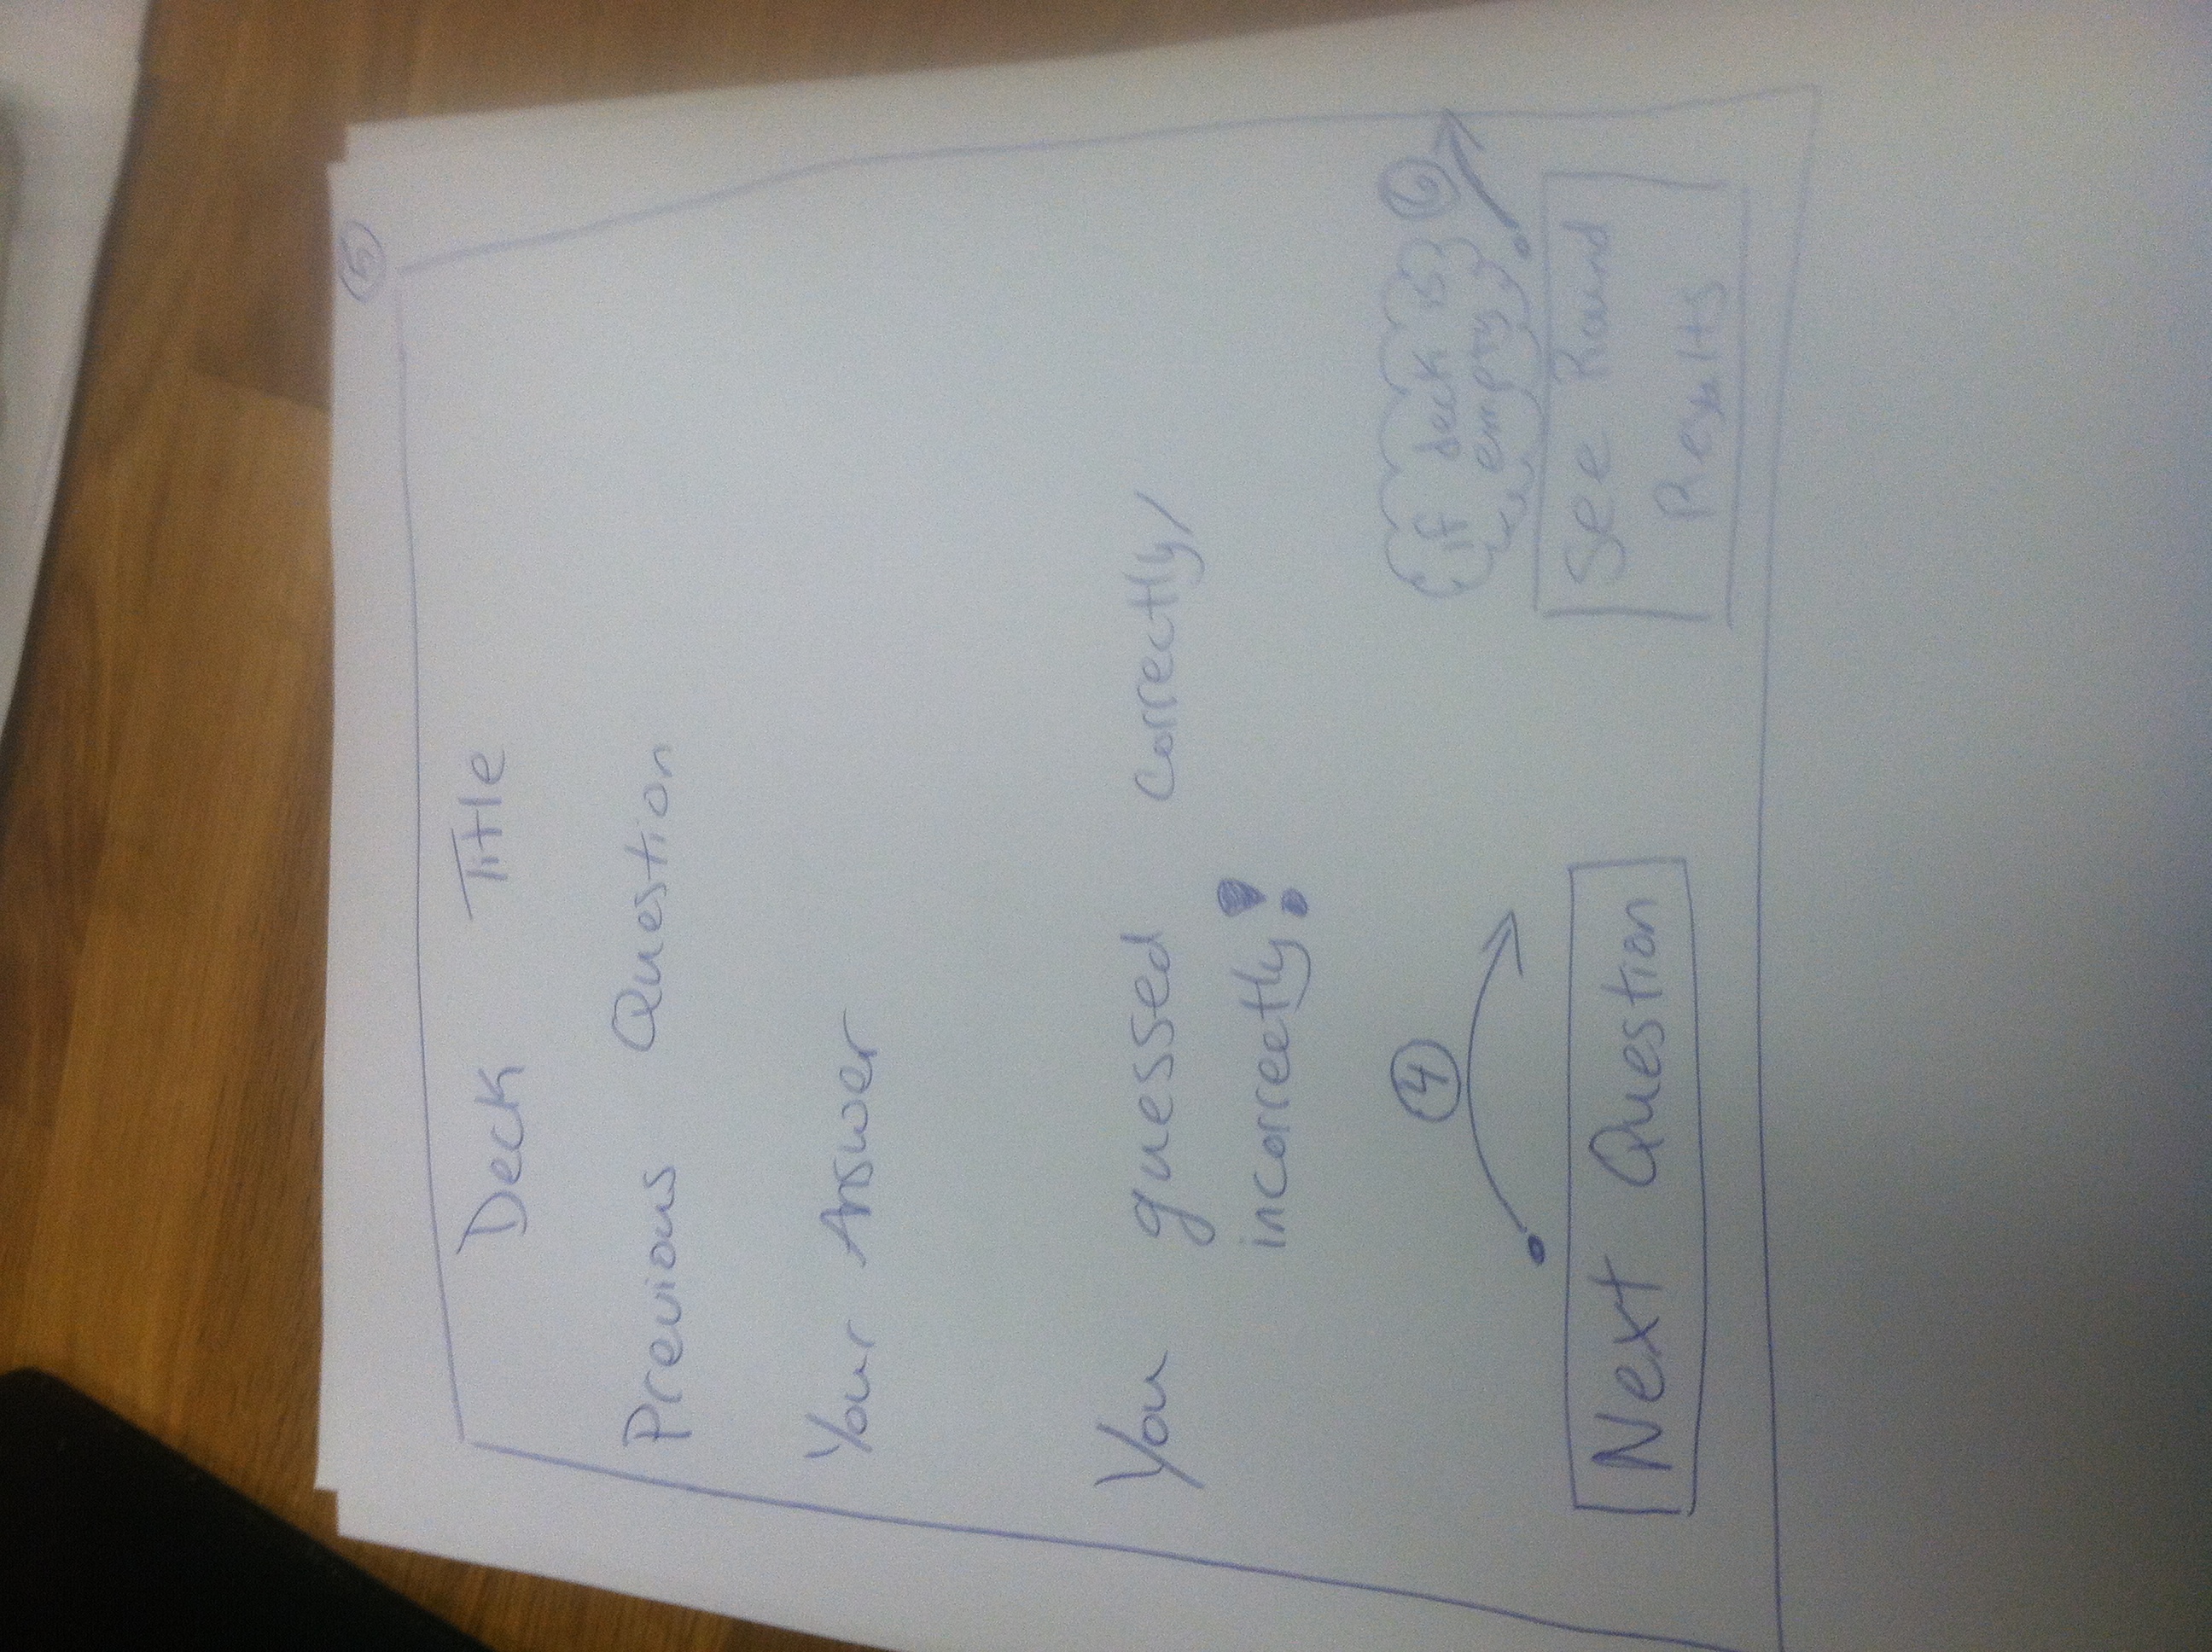 5
Deck Title
Previous Question
Your Answer
You guessed correctly/
incorrectly!
4
Next Question
if deck is
empty
6
See Round
Results